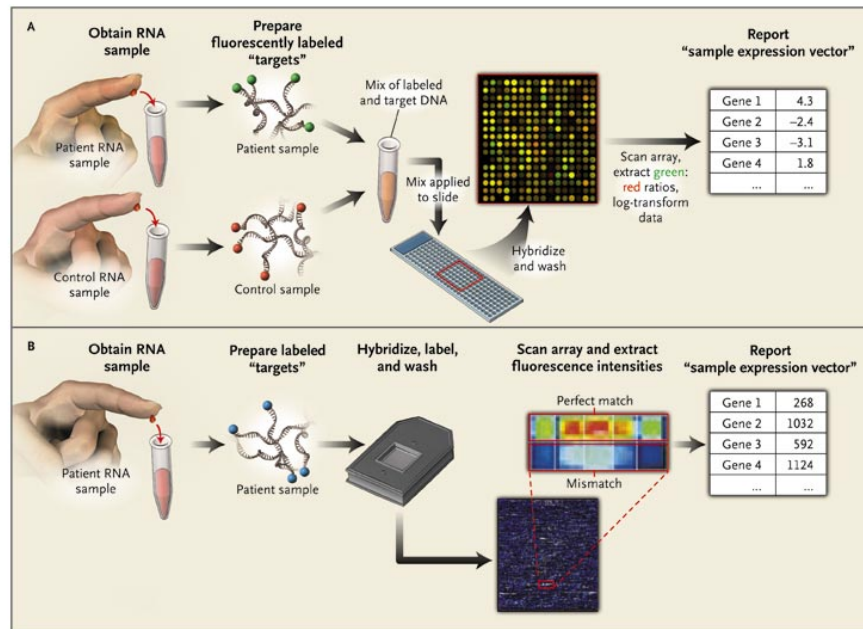 A
Obtain RNA
sample
Prepare
fluorescently labeled
“targets”
Report
“sample expression vector”
Mix of labeled
and target DNA
Patient RNA
sample
Patient sample
Mix applied
to slide
Scan array,
extract green:
red ratios,
log-transform
data
Gene 1 4.3
Gene 2 –2.4
Gene 3 –3.1
Gene 4 1.8
... ...
Control RNA
sample
Control sample
Hybridize
and wash
B
Obtain RNA
sample
Prepare labeled
“targets”
Hybridize, label,
and wash
Scan array and extract
fluorescence intensities
Report
“sample expression vector”
Patient RNA
sample
Patient sample
Perfect match
Mismatch
Gene 1 268
Gene 2 1032
Gene 3 592
Gene 4 1124
... ...